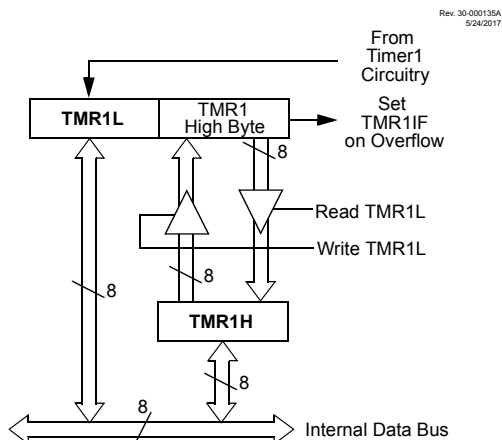 Rev. 30-000135A
5/24/2017
From
Timer1
Circuitry
TMR1L
TMR1
High Byte
Set
TMR1IF
on Overflow
8
Read TMR1L
Write TMR1L
8
8
TMR1H
8
8
Internal Data Bus